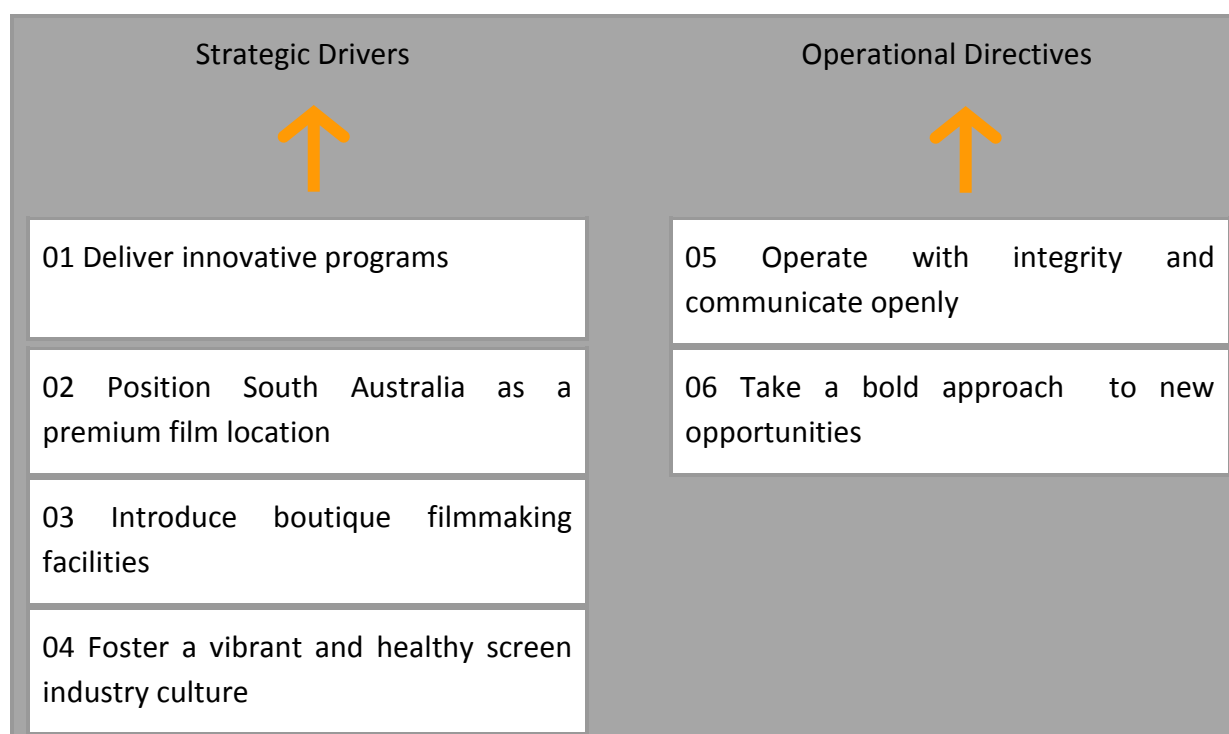 Strategic Drivers
01 Deliver innovative programs
02 Position South Australia as a
premium film location
03 Introduce boutique filmmaking
facilities
04 Foster a vibrant and healthy screen
industry culture
Operational Directives
05 Operate with integrity and
communicate openly
06 Take a bold approach to new
opportunities